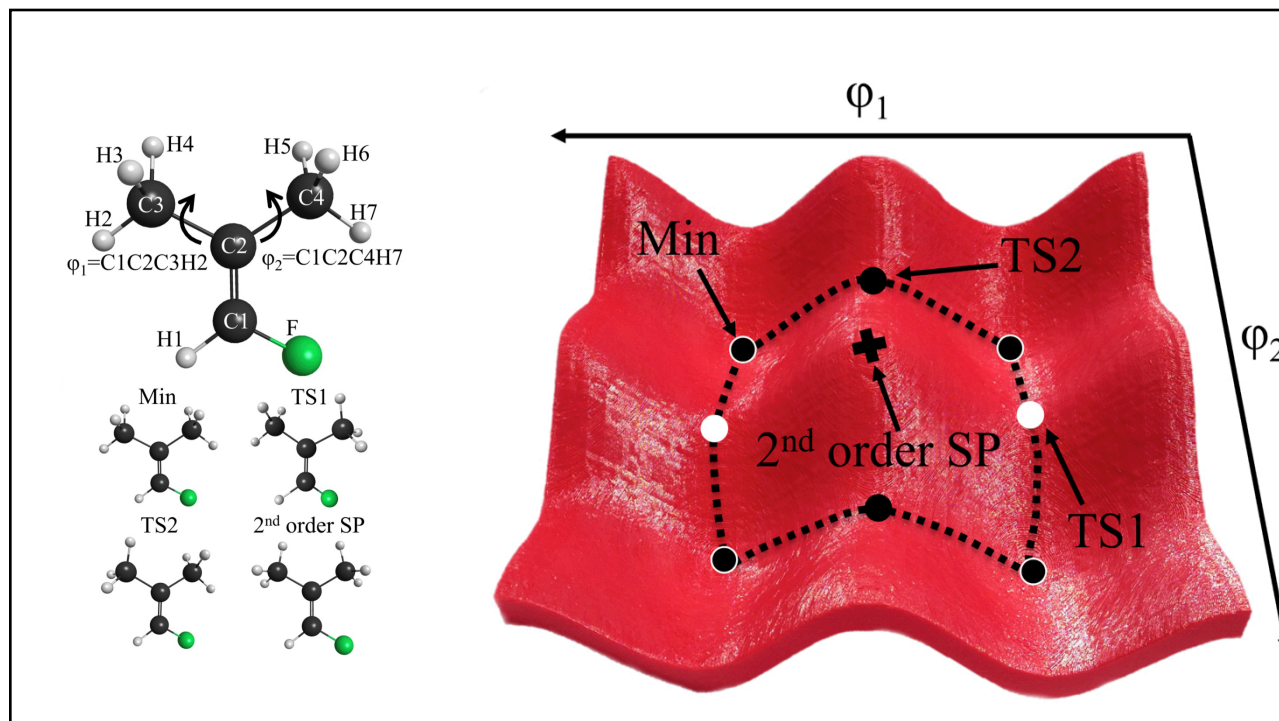 H3
H4
H5
H6
C3
C4
H2
H7
C2
φ₁=C1C2C3H2
φ₂=C1C2C4H7
C1
F
H1
Min
TS1
TS2
2ⁿᵈ order SP
φ₁
φ₂
Min
TS2
2ⁿᵈ order SP
TS1